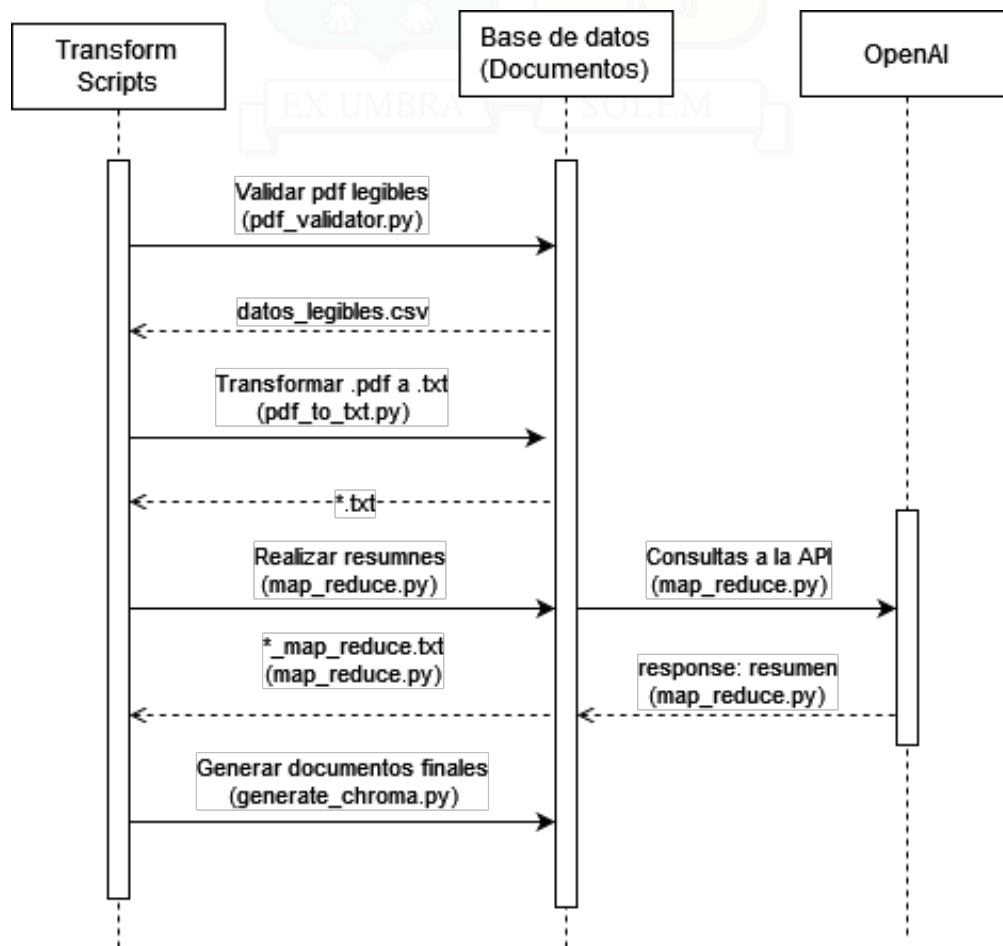 Transform
Scripts
Base de datos
(Documentos)
OpenAI
EX UMBRA
SOLEM
Validar pdf legibles
(pdf_validator.py)
datos_legibles.csv
Transformar .pdf a .txt
(pdf_to_txt.py)
*.txt
Realizar resumnes
(map_reduce.py)
Consultas a la API
(map_reduce.py)
*_map_reduce.txt
(map_reduce.py)
response: resumen
(map_reduce.py)
Generar documentos finales
(generate_chroma.py)